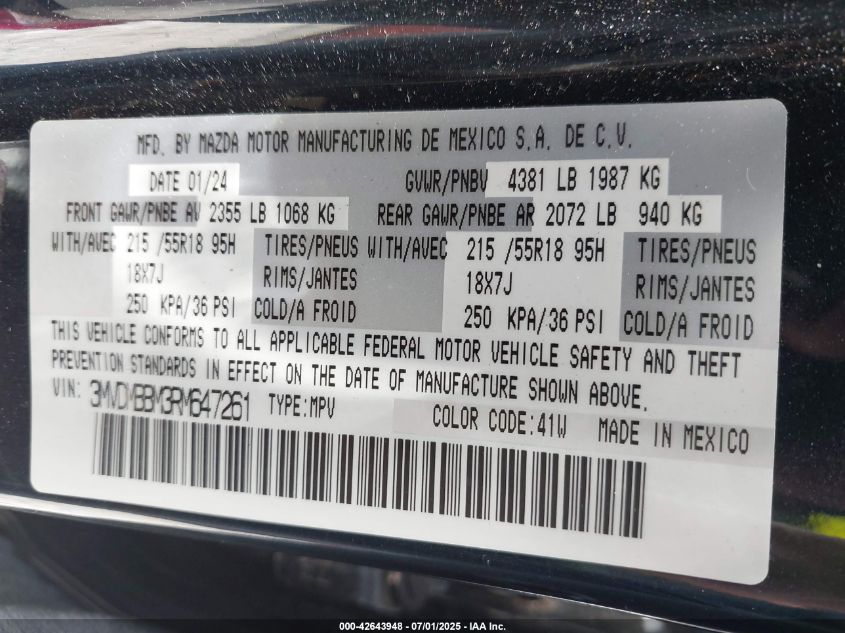 MFD. BY MAZDA MOTOR MANUFACTURING DE MEXICO S.A. DE C.V.
DATE 01/24 GVWR/PNBV 4381 LB 1987 KG
FRONT GAWR/PNBE AV 2355 LB 1068 KG REAR GAWR/PNBE AR 2072 LB 940 KG
WITH/AVEC 215 /55R18 95H TIRES/PNEUS WITH/AVEC 215 /55R18 95H TIRES/PNEUS
18X7J RIMS/JANTES 18X7J RIMS/JANTES
250 KPA/36 PSI COLD/A FROID 250 KPA/36 PSI COLD/A FROID
THIS VEHICLE CONFORMS TO ALL APPLICABLE FEDERAL MOTOR VEHICLE SAFETY AND THEFT
PREVENTION STANDARDS IN EFFECT ON THE DATE OF MANUFACTURE SHOWN ABOVE.
VIN: 3MVDMBBM3RM647261 TYPE:MPV COLOR CODE:41W MADE IN MEXICO
000-42643948 - 07/01/2025 - IAA Inc.